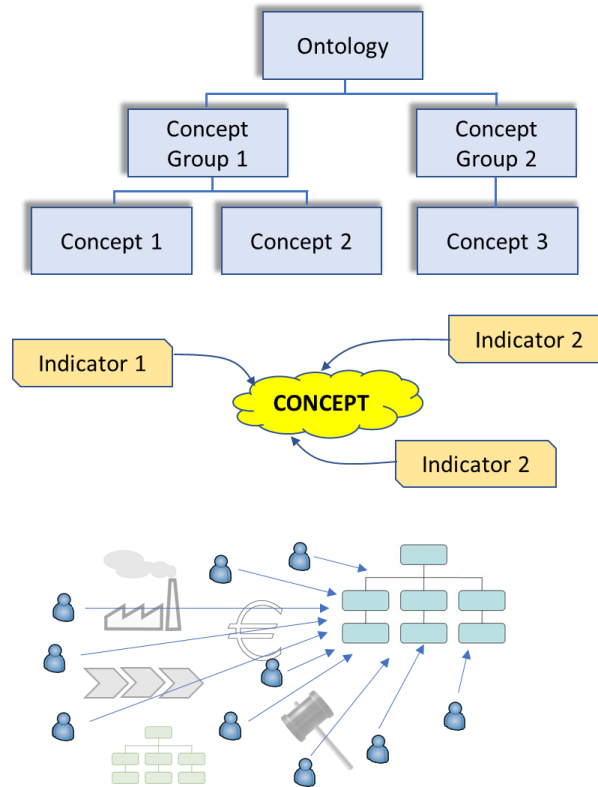 Ontology
Concept
Group 1
Concept
Group 2
Concept 1
Concept 2
Concept 3
Indicator 1
Indicator 2
CONCEPT
Indicator 2
€